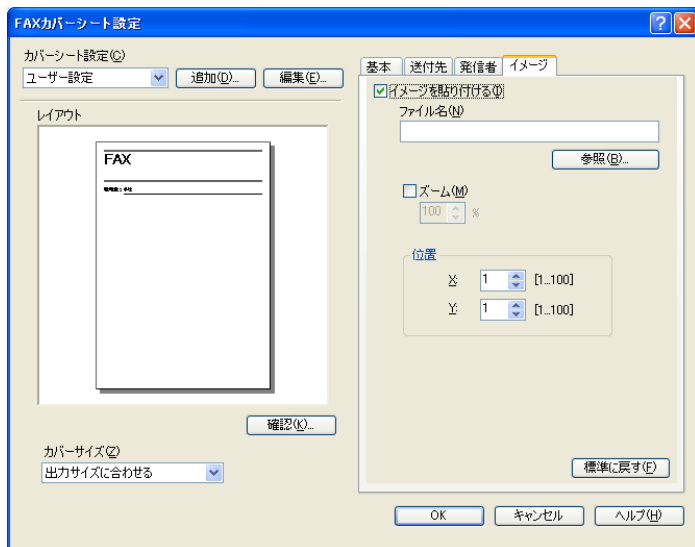 FAXカバーシート設定
カバーシート設定(C)
ユーザー設定
追加(D)...
編集(E)...
レイアウト
FAX
確認(K)...
カバーサイズ(Z)
出力サイズに合わせる
基本
送付先
発信者
イメージ
イメージを貼り付ける(I)
ファイル名(N)
参照(B)...
ズーム(M)
100
%
位置
X:
1
[1...100]
Y:
1
[1...100]
標準に戻す(F)
OK
キャンセル
ヘルプ(H)